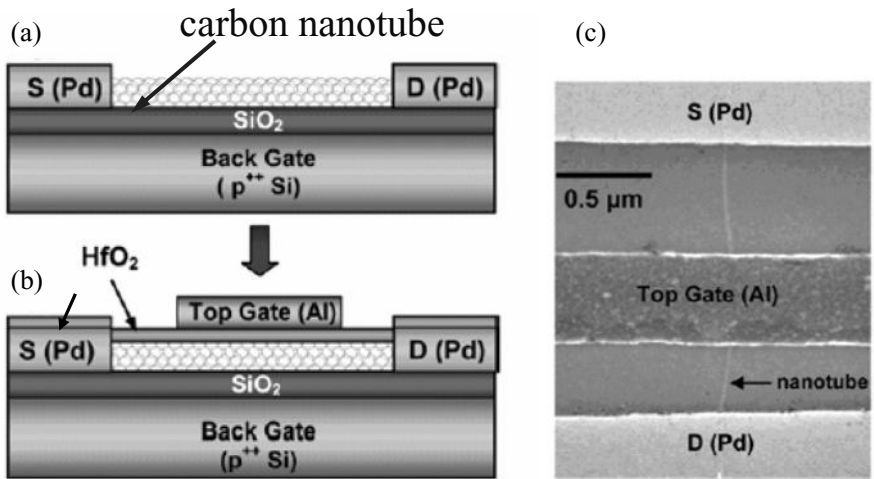 (a)
carbon nanotube
S (Pd)
D (Pd)
SiO₂
Back Gate
( p⁺⁺ Si)
HfO₂
(b)
Top Gate (Al)
S (Pd)
D (Pd)
SiO₂
Back Gate
(p⁺⁺ Si)
(c)
S (Pd)
0.5 μm
Top Gate (Al)
nanotube
D (Pd)